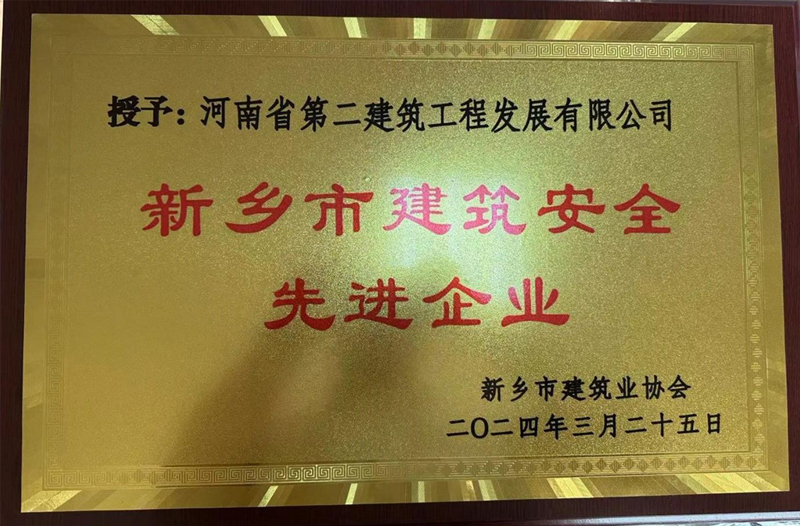 授予：河南省第二建筑工程发展有限公司
新乡市建筑安全
先进企业
新乡市建筑业协会
二〇二四年三月二十五日